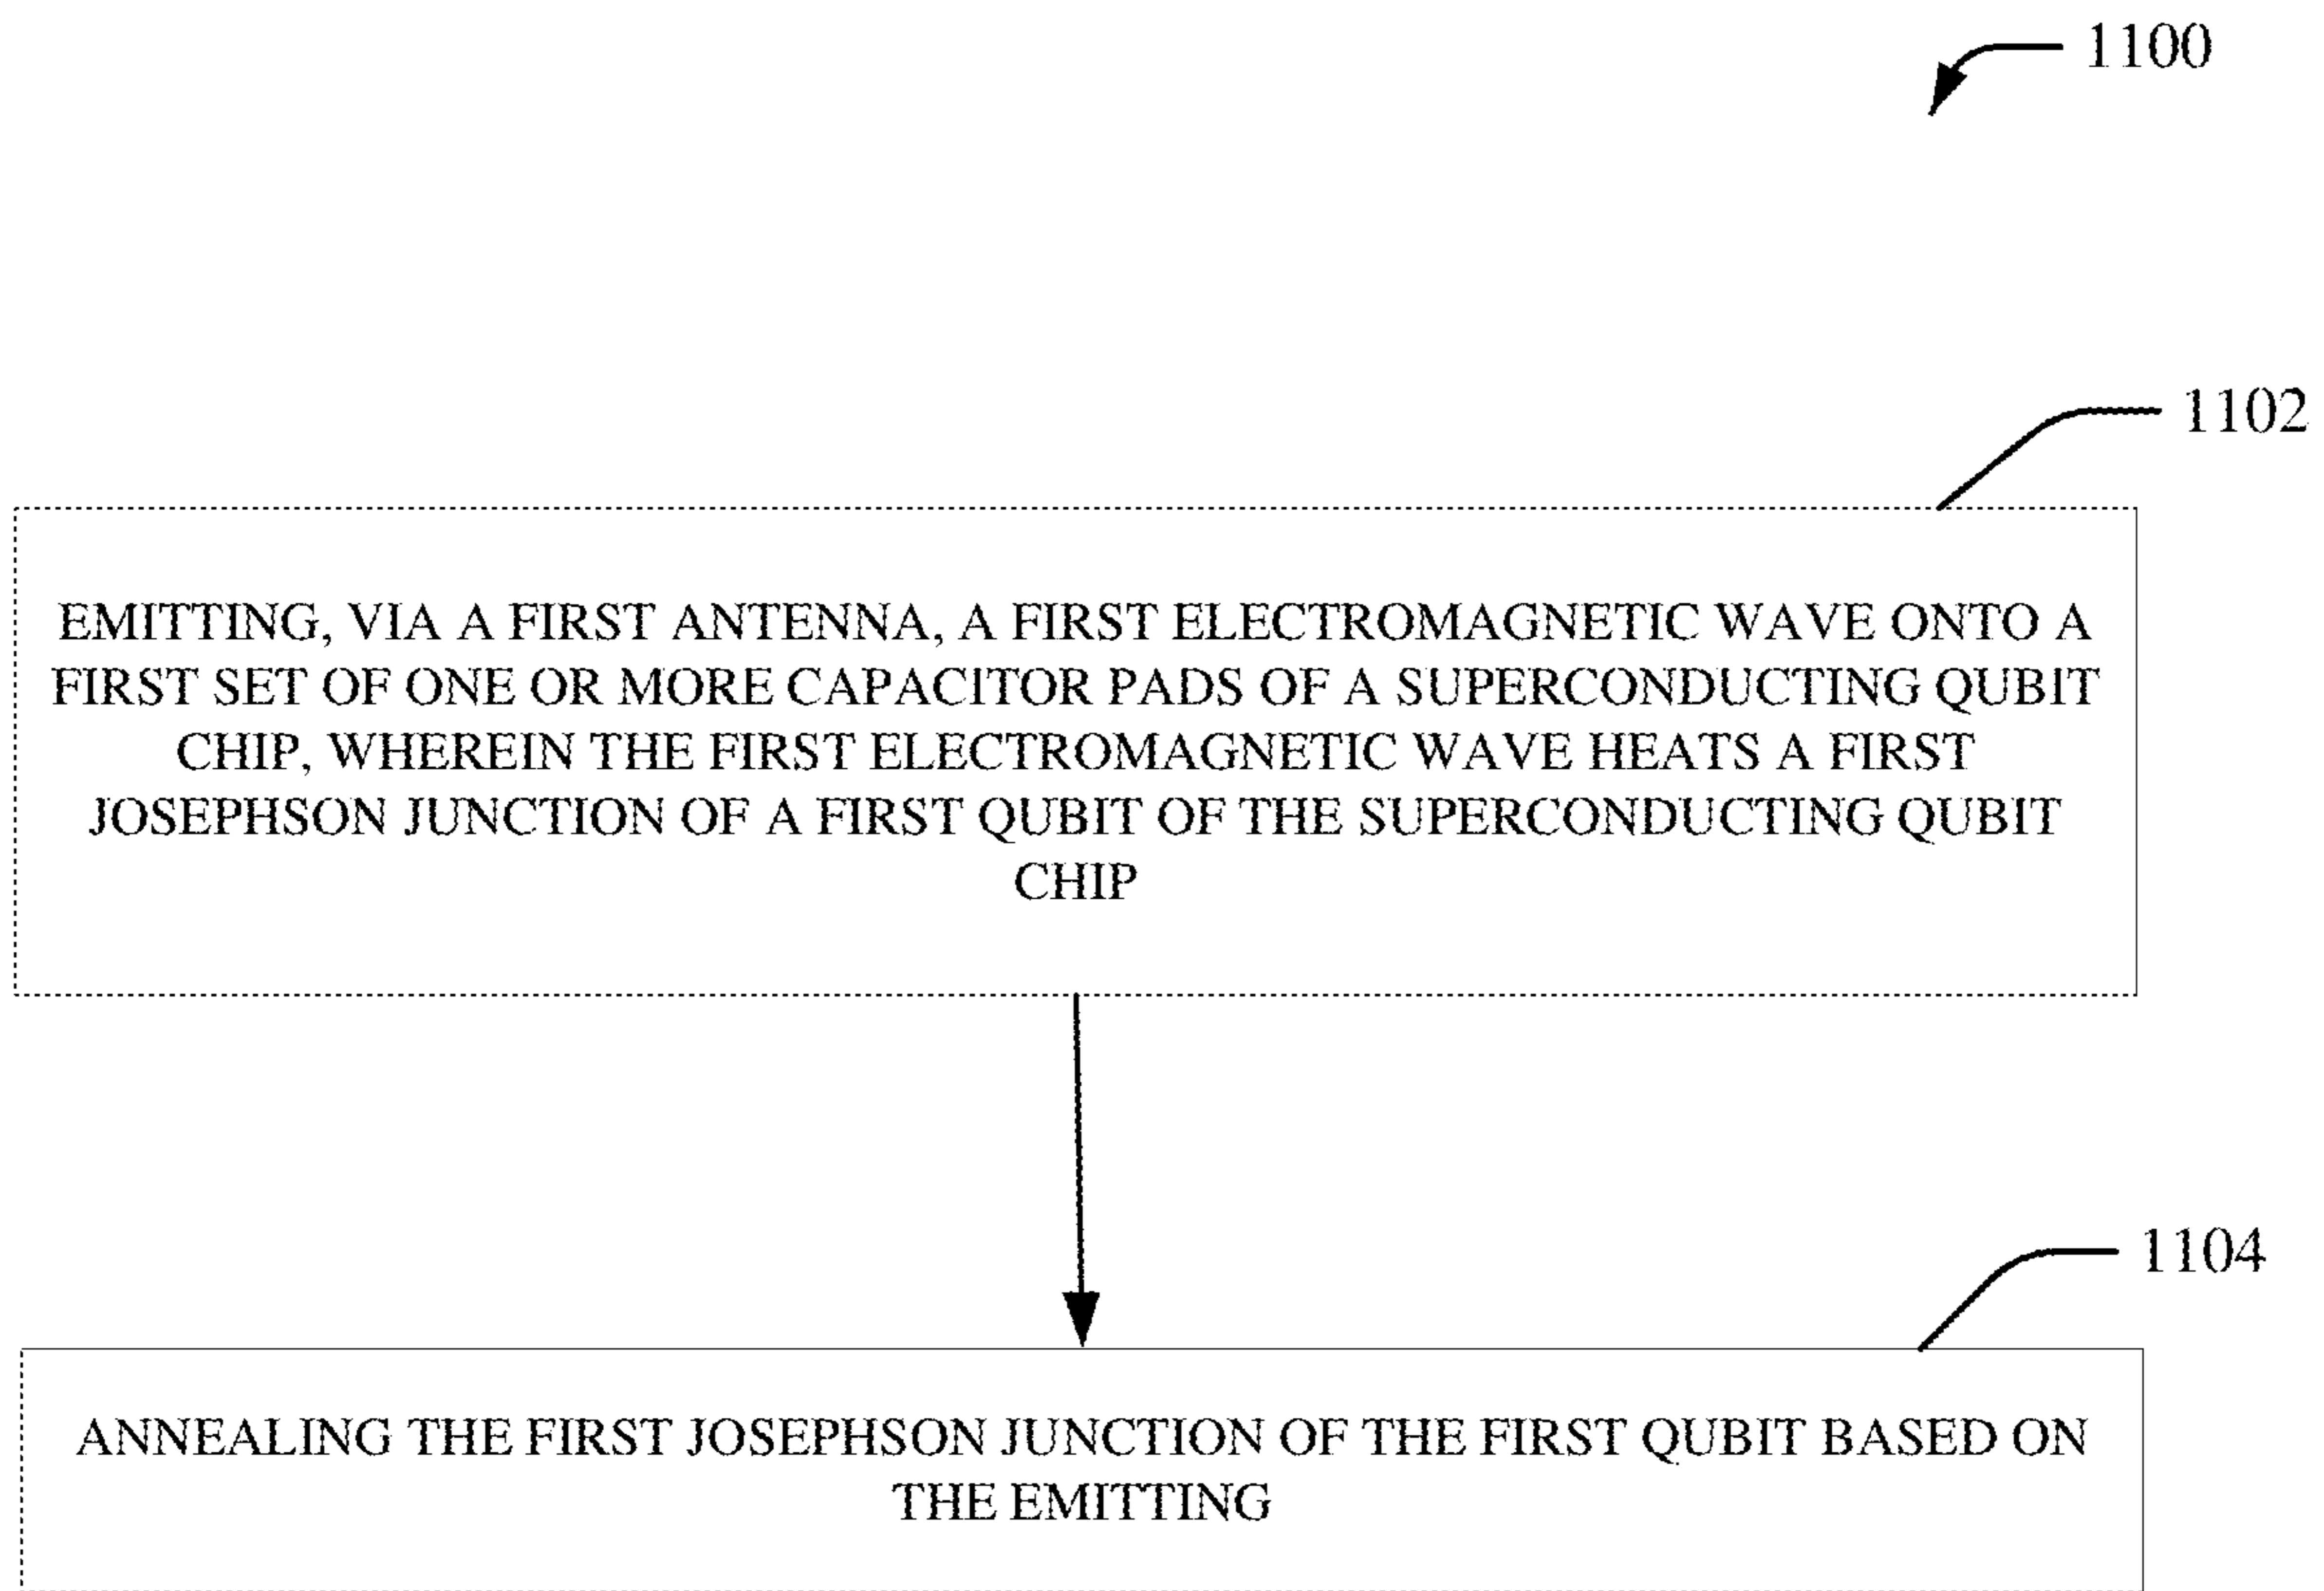 1100
1102
EMITTING, VIA A FIRST ANTENNA, A FIRST ELECTROMAGNETIC WAVE ONTO A
FIRST SET OF ONE OR MORE CAPACITOR PADS OF A SUPERCONDUCTING QUBIT
CHIP, WHEREIN THE FIRST ELECTROMAGNETIC WAVE HEATS A FIRST
JOSEPHSON JUNCTION OF A FIRST QUBIT OF THE SUPERCONDUCTING QUBIT
CHIP
1104
ANNEALING THE FIRST JOSEPHSON JUNCTION OF THE FIRST QUBIT BASED ON
THE EMITTING